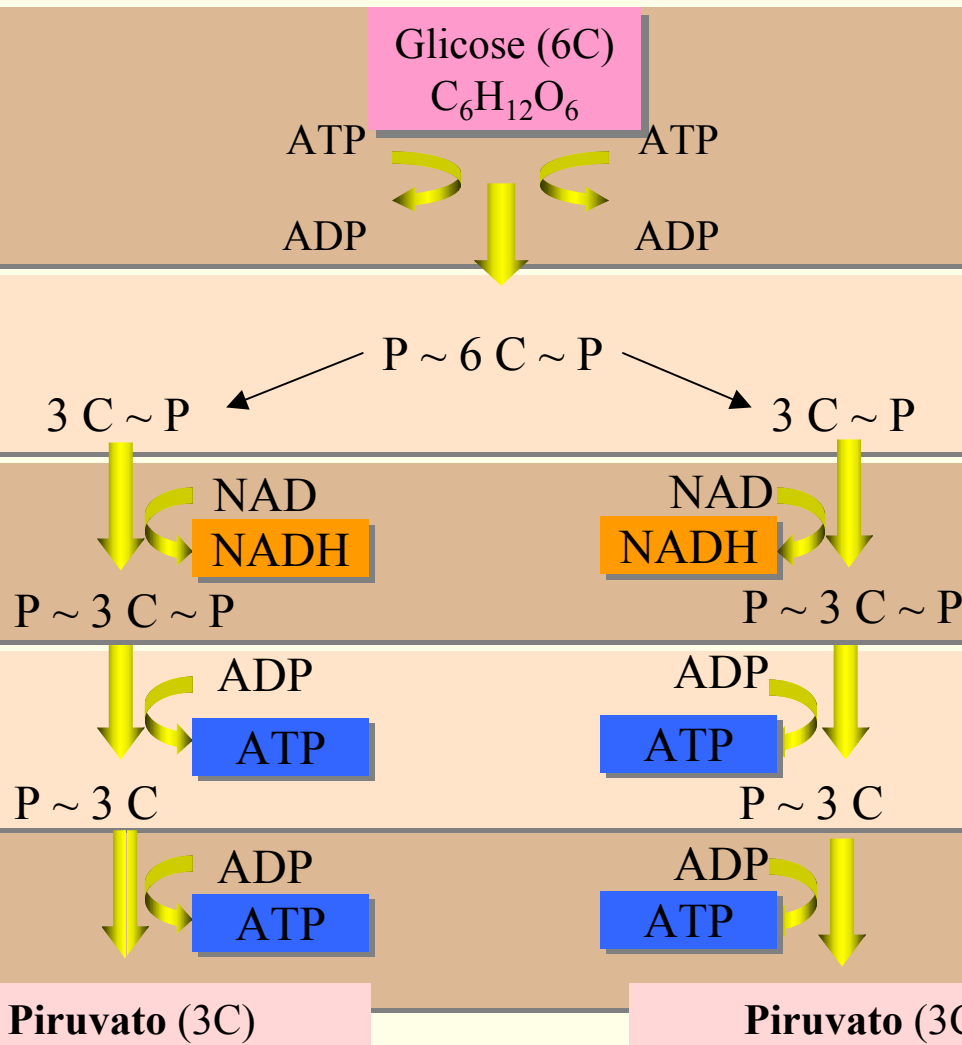 Glicose (6C)
C₆H₁₂O₆
ATP ATP
ADP ADP
P ~ 6 C ~ P
3 C ~ P 3 C ~ P
NAD NAD
NADH NADH
P ~ 3 C ~ P P ~ 3 C ~ P
ADP ADP
ATP ATP
P ~ 3 C P ~ 3 C
ADP ADP
ATP ATP
Piruvato (3C) Piruvato (3C